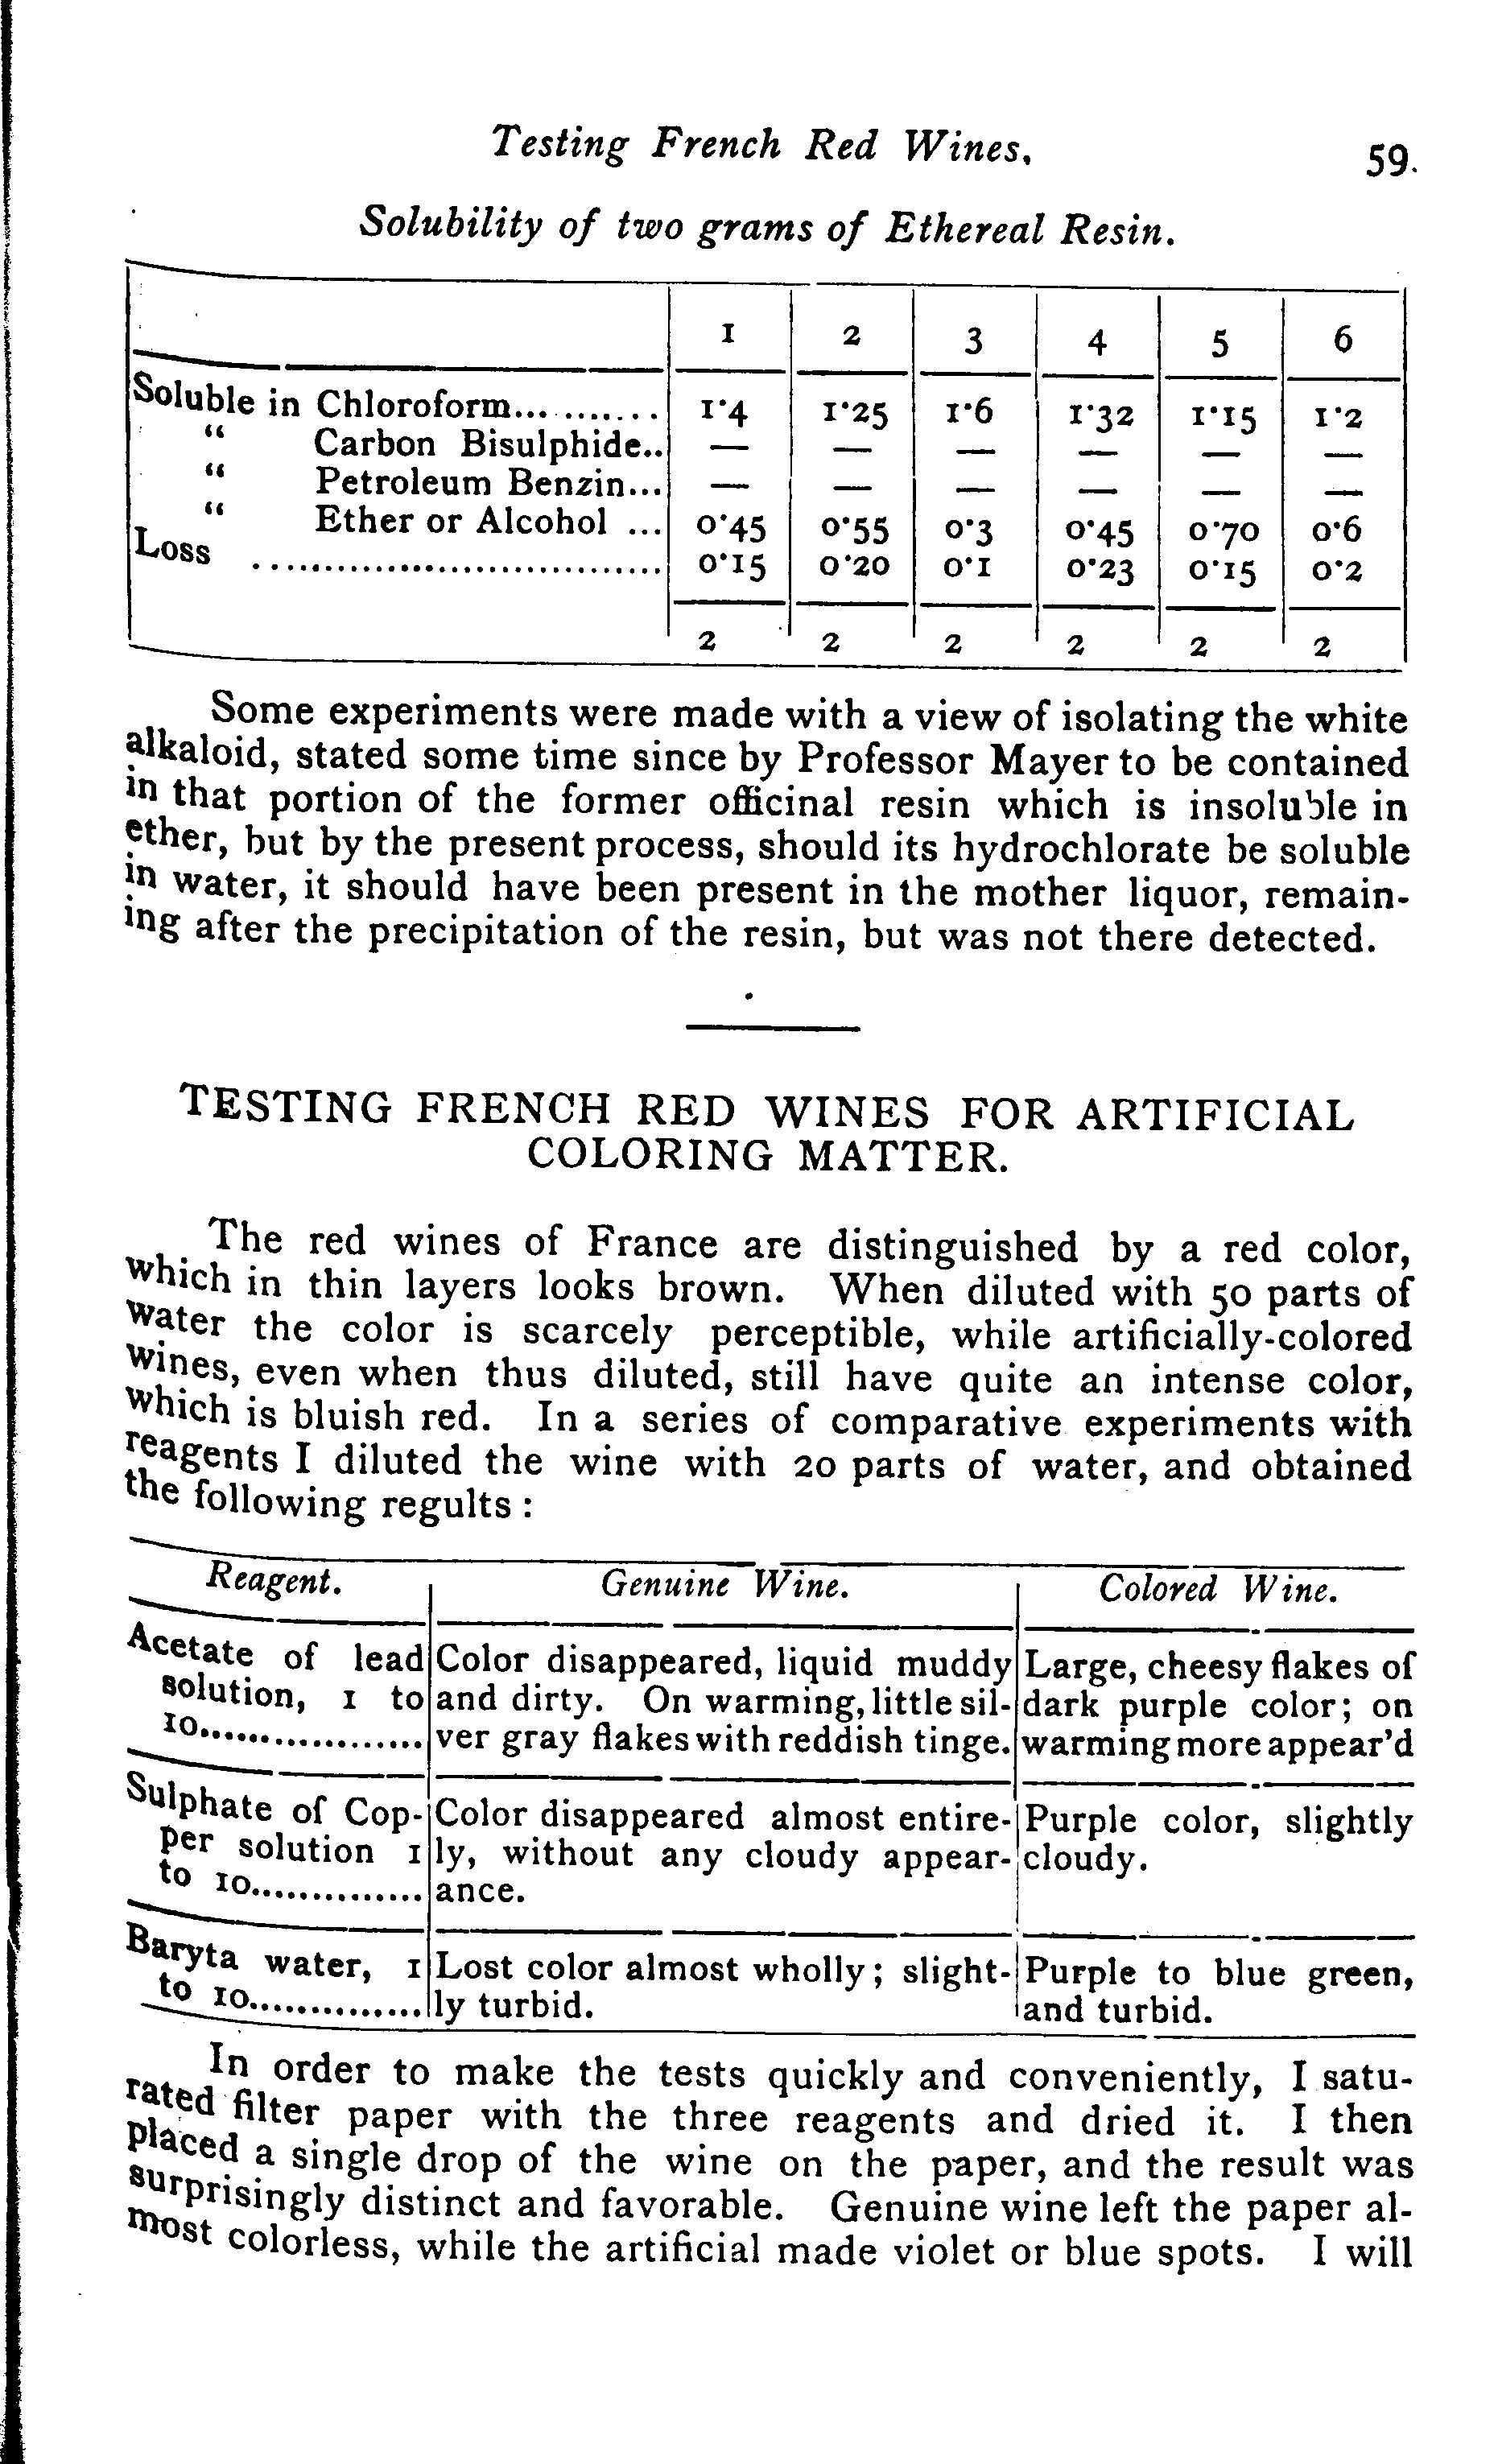 Testing French Red Wines. 59.
Solubility of two grams of Ethereal Resin.
1 2 3 4 5 6
Soluble in Chloroform... ....... 1·4 1·25 1·6 1·32 1·15 1·2
“ Carbon Bisulphide.. — — — — — —
“ Petroleum Benzin... — — — — — —
“ Ether or Alcohol ... 0·45 0·55 0·3 0·45 0·70 0·6
Loss .................................. 0·15 0·20 0·1 0·23 0·15 0·2
2 2 2 2 2 2
Some experiments were made with a view of isolating the white
alkaloid, stated some time since by Professor Mayer to be contained
in that portion of the former officinal resin which is insoluble in
ether, but by the present process, should its hydrochlorate be soluble
in water, it should have been present in the mother liquor, remain-
ing after the precipitation of the resin, but was not there detected.
TESTING FRENCH RED WINES FOR ARTIFICIAL
COLORING MATTER.
The red wines of France are distinguished by a red color,
which in thin layers looks brown. When diluted with 50 parts of
water the color is scarcely perceptible, while artificially-colored
wines, even when thus diluted, still have quite an intense color,
which is bluish red. In a series of comparative experiments with
reagents I diluted the wine with 20 parts of water, and obtained
the following regults :
Reagent. Genuine Wine. Colored Wine.
Acetate of lead Color disappeared, liquid muddy Large, cheesy flakes of
solution, 1 to and dirty. On warming, little sil- dark purple color; on
10................... ver gray flakes with reddish tinge. warming more appear'd
Sulphate of Cop- Color disappeared almost entire- Purple color, slightly
per solution 1 ly, without any cloudy appear- cloudy.
to 10............... ance.
Baryta water, 1 Lost color almost wholly; slight- Purple to blue green,
to 10............... ly turbid. and turbid.
In order to make the tests quickly and conveniently, I satu-
rated filter paper with the three reagents and dried it. I then
placed a single drop of the wine on the paper, and the result was
surprisingly distinct and favorable. Genuine wine left the paper al-
most colorless, while the artificial made violet or blue spots. I will